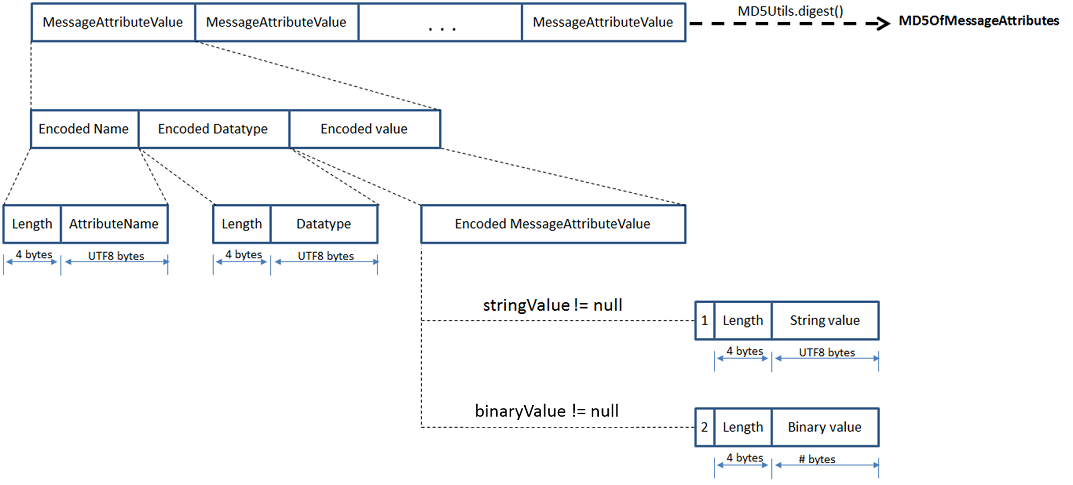 MessageAttributeValue MessageAttributeValue . . . MessageAttributeValue MD5Utils.digest() MD5OfMessageAttributes
Encoded Name Encoded Datatype Encoded value
Length AttributeName Length Datatype Encoded MessageAttributeValue
4 bytes UTF8 bytes 4 bytes UTF8 bytes
stringValue != null
1 Length String value
4 bytes UTF8 bytes
binaryValue != null
2 Length Binary value
4 bytes # bytes